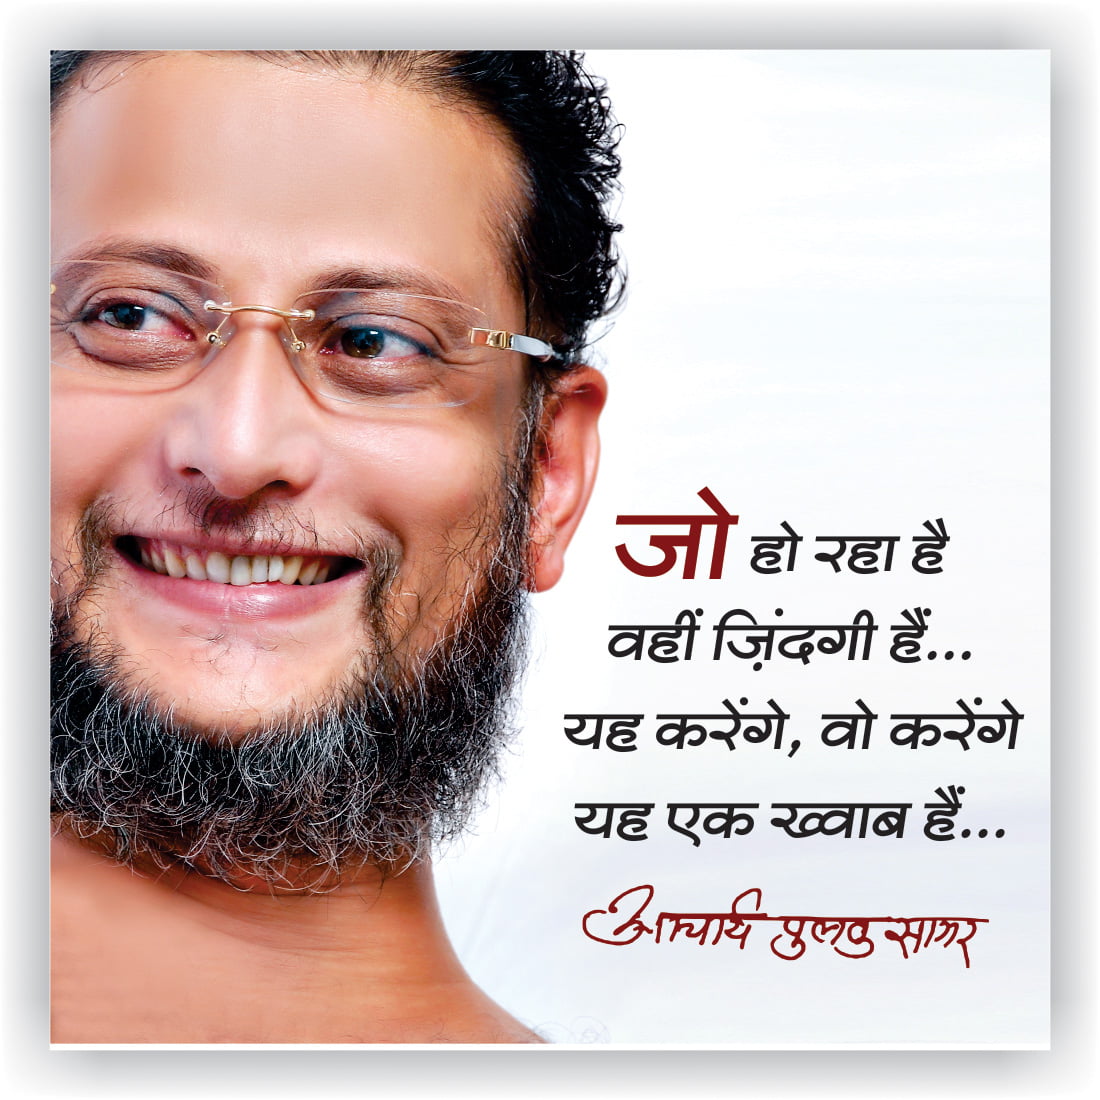 जो हो रहा है
वहीं ज़िंदगी हैं...
यह करेंगे, वो करेंगे
यह एक ख्वाब हैं...
आचार्य पुलक सागर